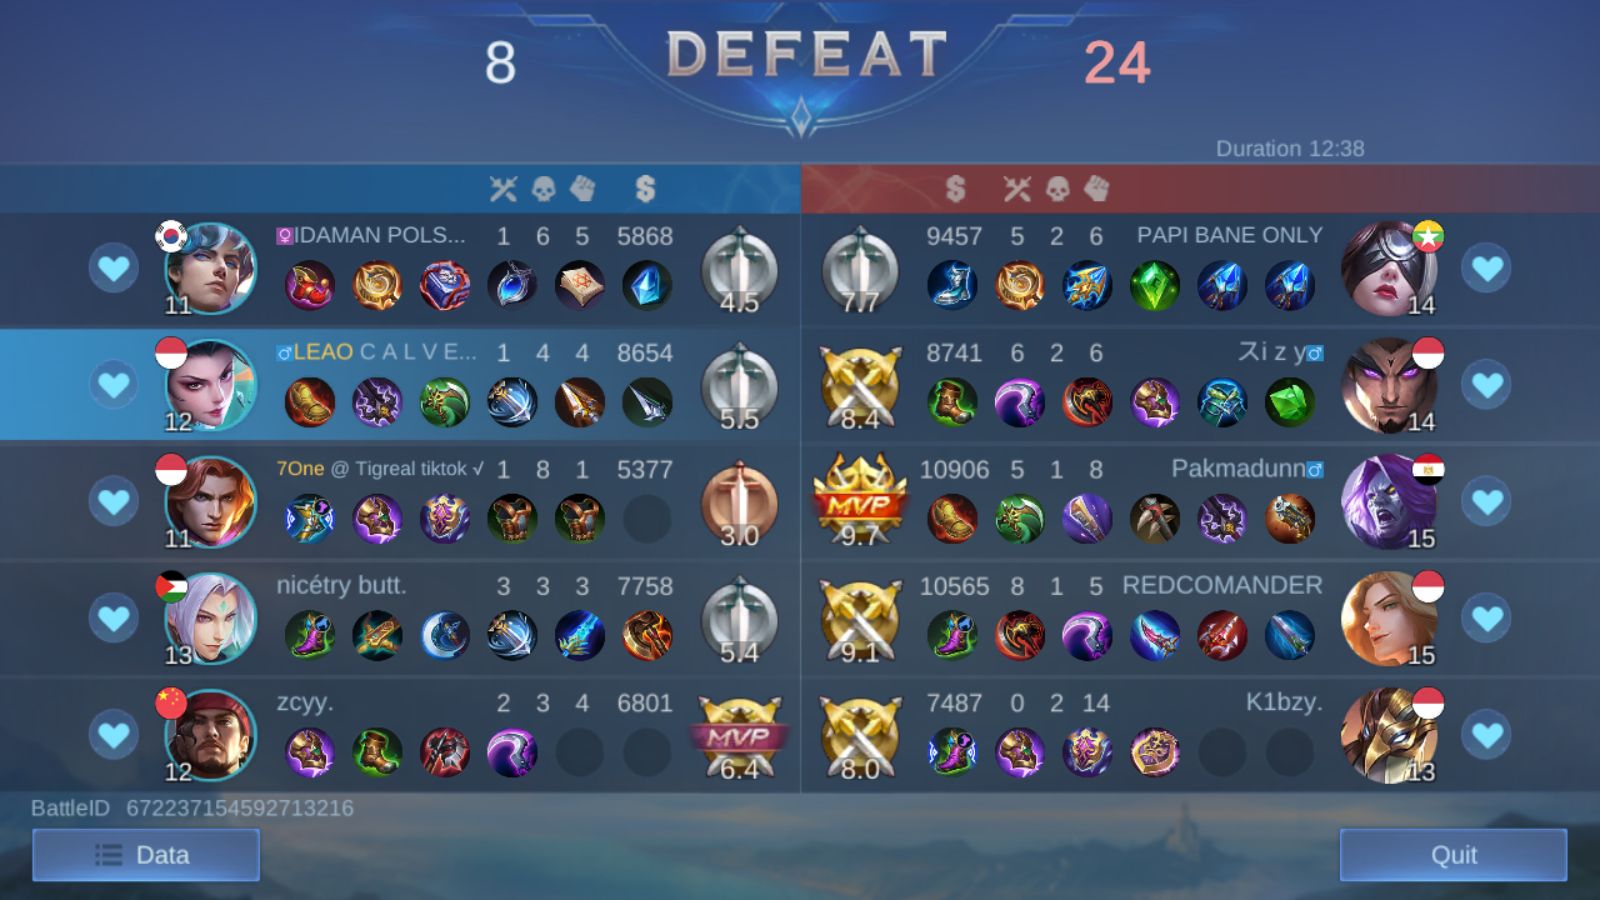 8 DEFEAT 24
Duration 12:38
IDAMAN POLS... 1 6 5 5868
11 4.5
9457 5 2 6 PAPI BANE ONLY
7.7 14
LEAO C A L V E... 1 4 4 8654
12 5.5
8741 6 2 6 スi z y
8.4 14
7One @ Tigreal tiktok √ 1 8 1 5377
11 3.0
10906 5 1 8 Pakmadunn
MVP
9.7 15
nicétry butt. 3 3 3 7758
13 5.4
10565 8 1 5 REDCOMANDER
9.1 15
zcyy. 2 3 4 6801
MVP
12 6.4
7487 0 2 14 K1bzy.
8.0 13
BattleID 672237154592713216
Data
Quit